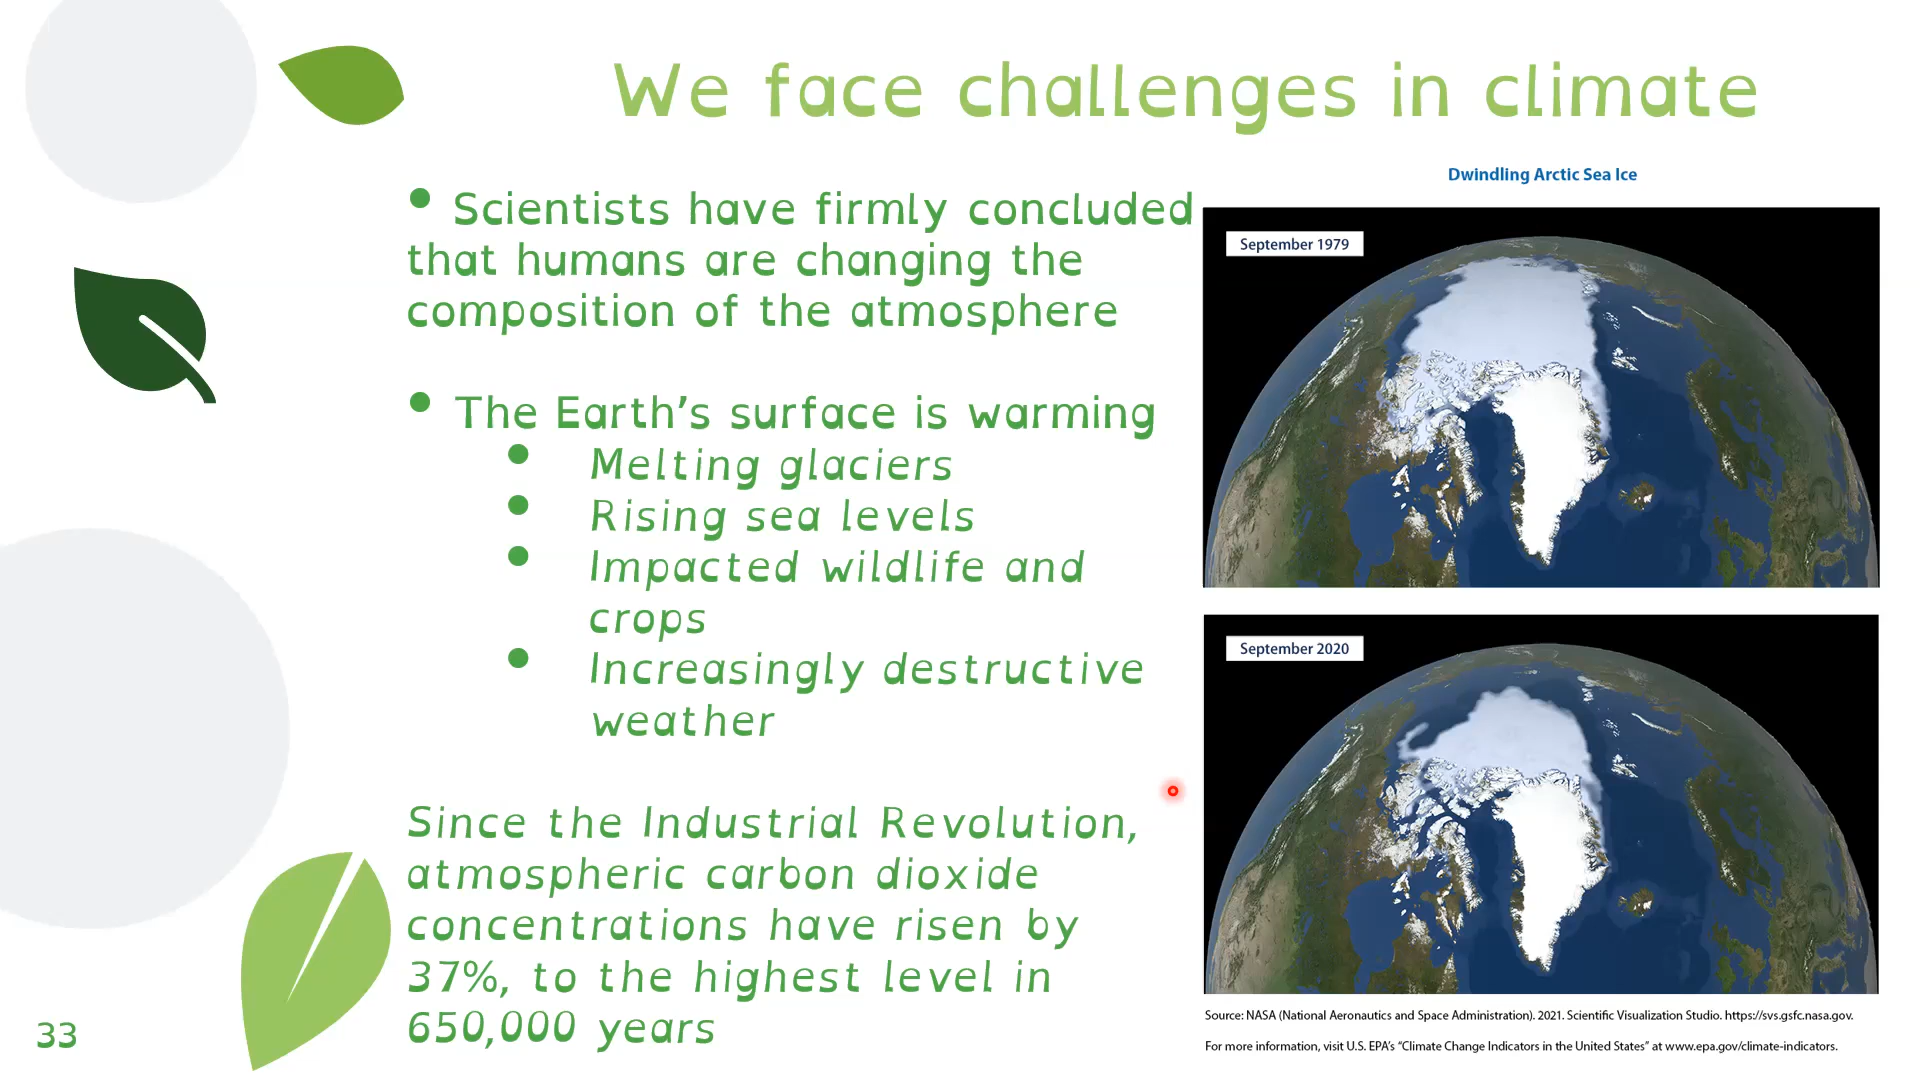 We face challenges in climate
• Scientists have firmly concluded
that humans are changing the
composition of the atmosphere
• The Earth’s surface is warming
• Melting glaciers
• Rising sea levels
• Impacted wildlife and
crops
• Increasingly destructive
weather
Since the Industrial Revolution,
atmospheric carbon dioxide
concentrations have risen by
37%, to the highest level in
650,000 years
33
Dwindling Arctic Sea Ice
September 1979
September 2020
Source: NASA (National Aeronautics and Space Administration). 2021. Scientific Visualization Studio. https://svs.gsfc.nasa.gov.
For more information, visit U.S. EPA’s “Climate Change Indicators in the United States” at www.epa.gov/climate-indicators.